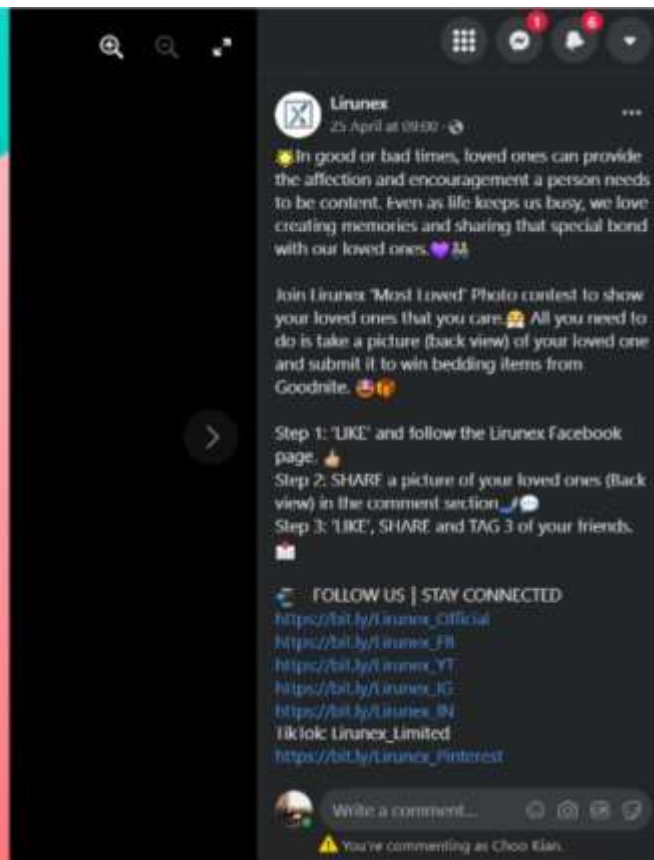 1
6
Lirunex
25 April at 09:00 ·
In good or bad times, loved ones can provide
the affection and encouragement a person needs
to be content. Even as life keeps us busy, we love
creating memories and sharing that special bond
with our loved ones.💜👫
Join Lirunex 'Most Loved' Photo contest to show
your loved ones that you care. All you need to
do is take a picture (back view) of your loved one
and submit it to win bedding items from
Goodnite. 🤩🎁
Step 1: 'LIKE' and follow the Lirunex Facebook
page. 👍
Step 2: SHARE a picture of your loved ones (Back
view) in the comment section🤳💬
Step 3: 'LIKE', SHARE and TAG 3 of your friends.
📩
FOLLOW US | STAY CONNECTED
https://bit.ly/Lirunex_Official
https://bit.ly/Lirunex_FB
https://bit.ly/Lirunex_YT
https://bit.ly/Lirunex_IG
https://bit.ly/Lirunex_IN
TikTok: Lirunex_Limited
https://bit.ly/Lirunex_Pinterest
Write a comment...
GIF
You're commenting as Choo Kian.